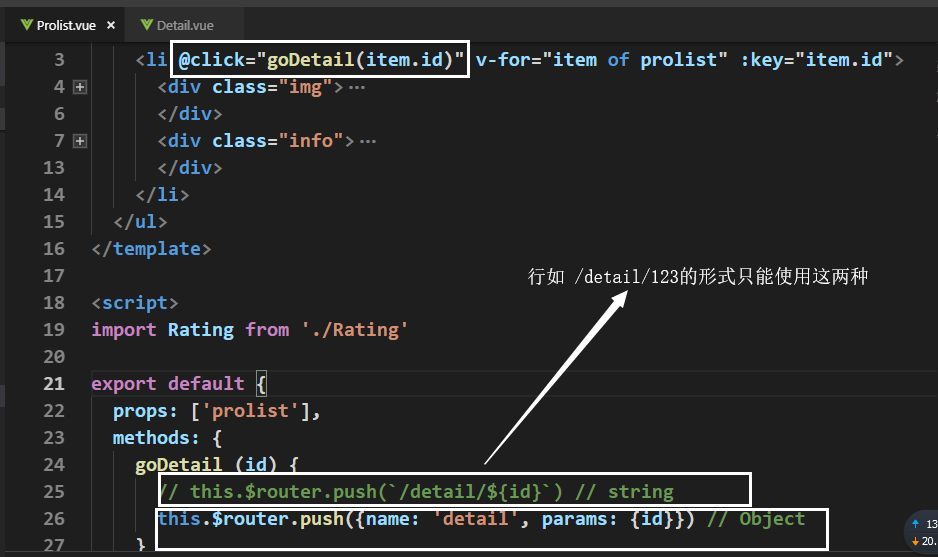 Prolist.vue × Detail.vue
3 <li @click="goDetail(item.id)" v-for="item of prolist" :key="item.id">
4 <div class="img">···
6 </div>
7 <div class="info">···
13 </div>
14 </li>
15 </ul>
16 </template>
17
行如 /detail/123的形式只能使用这两种
18 <script>
19 import Rating from './Rating'
20
21 export default {
22 props: ['prolist'],
23 methods: {
24 goDetail (id) {
25 // this.$router.push(`/detail/${id}`) // string
26 this.$router.push({name: 'detail', params: {id}}) // Object
27 }
13
20.